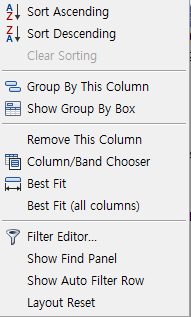 Sort Ascending
Sort Descending
Clear Sorting
Group By This Column
Show Group By Box
Remove This Column
Column/Band Chooser
Best Fit
Best Fit (all columns)
Filter Editor...
Show Find Panel
Show Auto Filter Row
Layout Reset